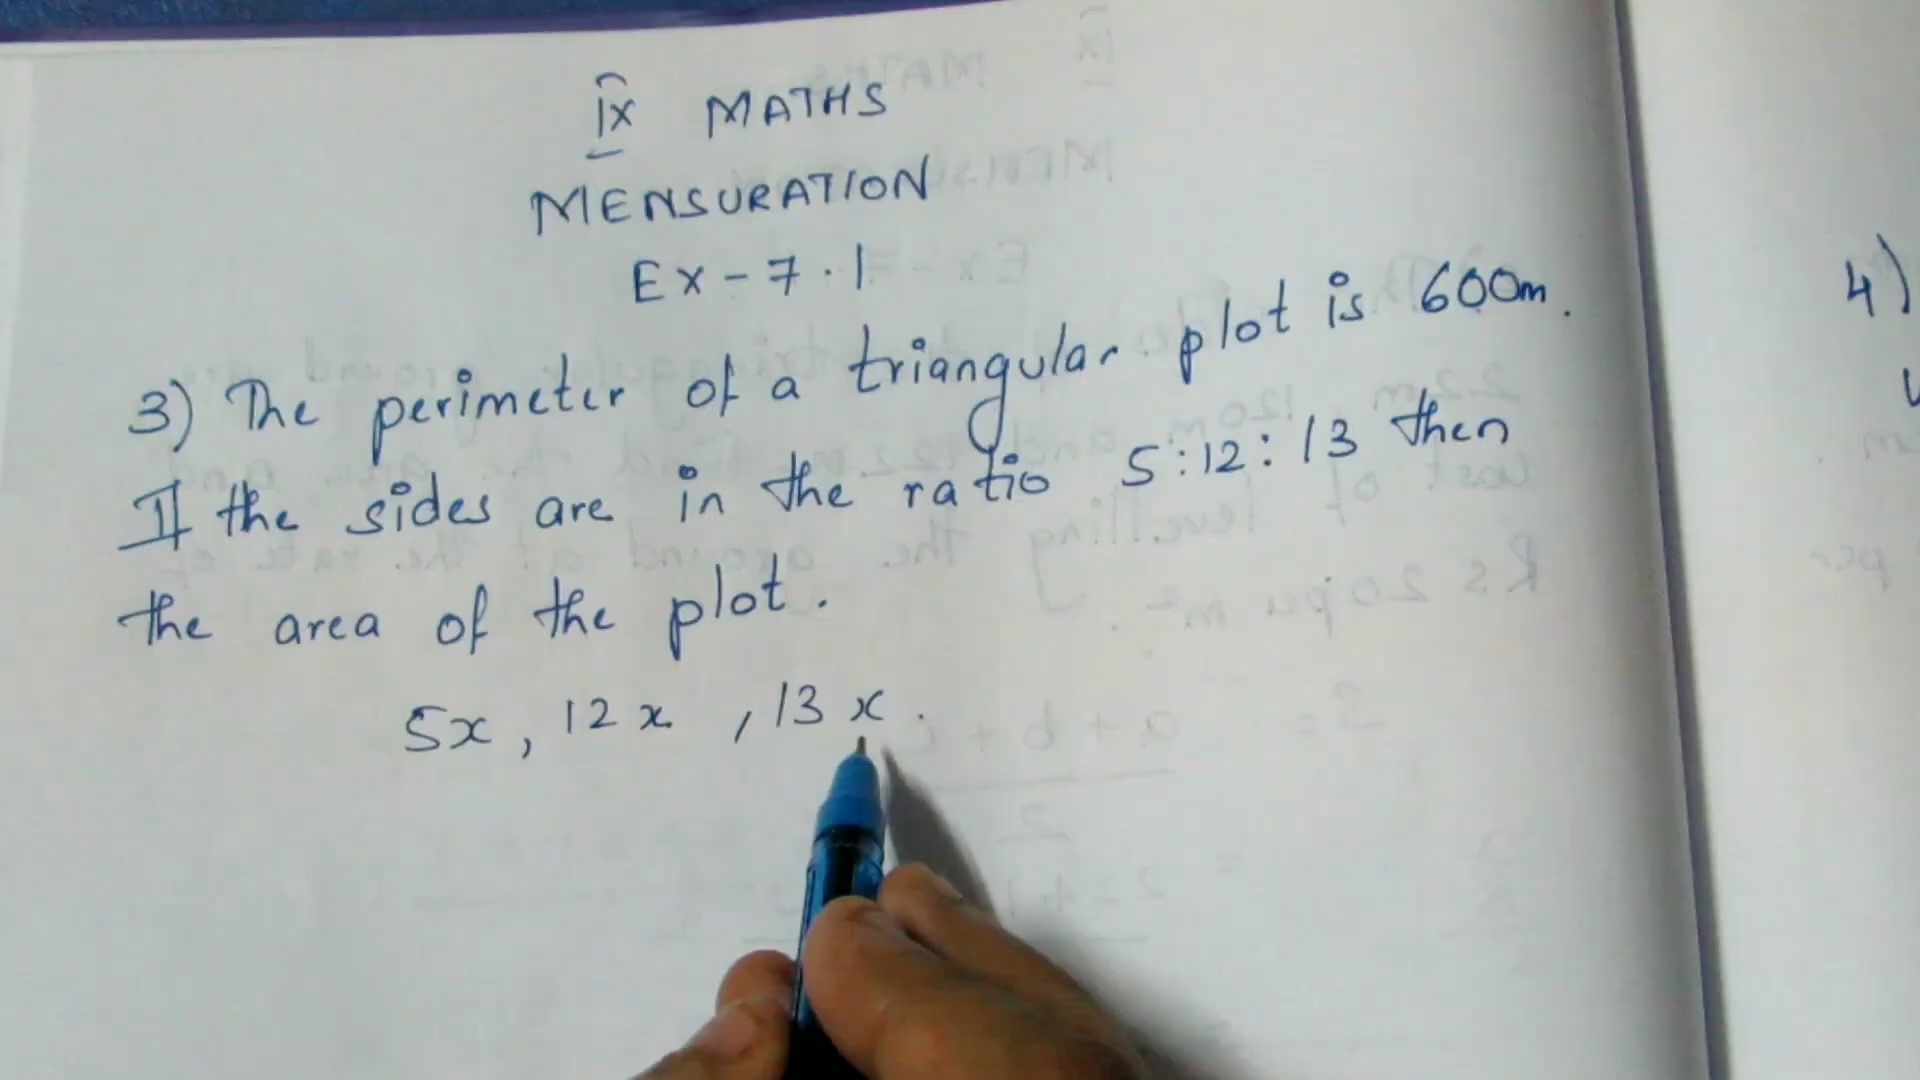 IX MATHS
MENSURATION
Ex-7.1
3) The perimeter of a triangular plot is 600m.
If the sides are in the ratio 5:12:13 then
the area of the plot.
5x, 12x, 13x.
4)